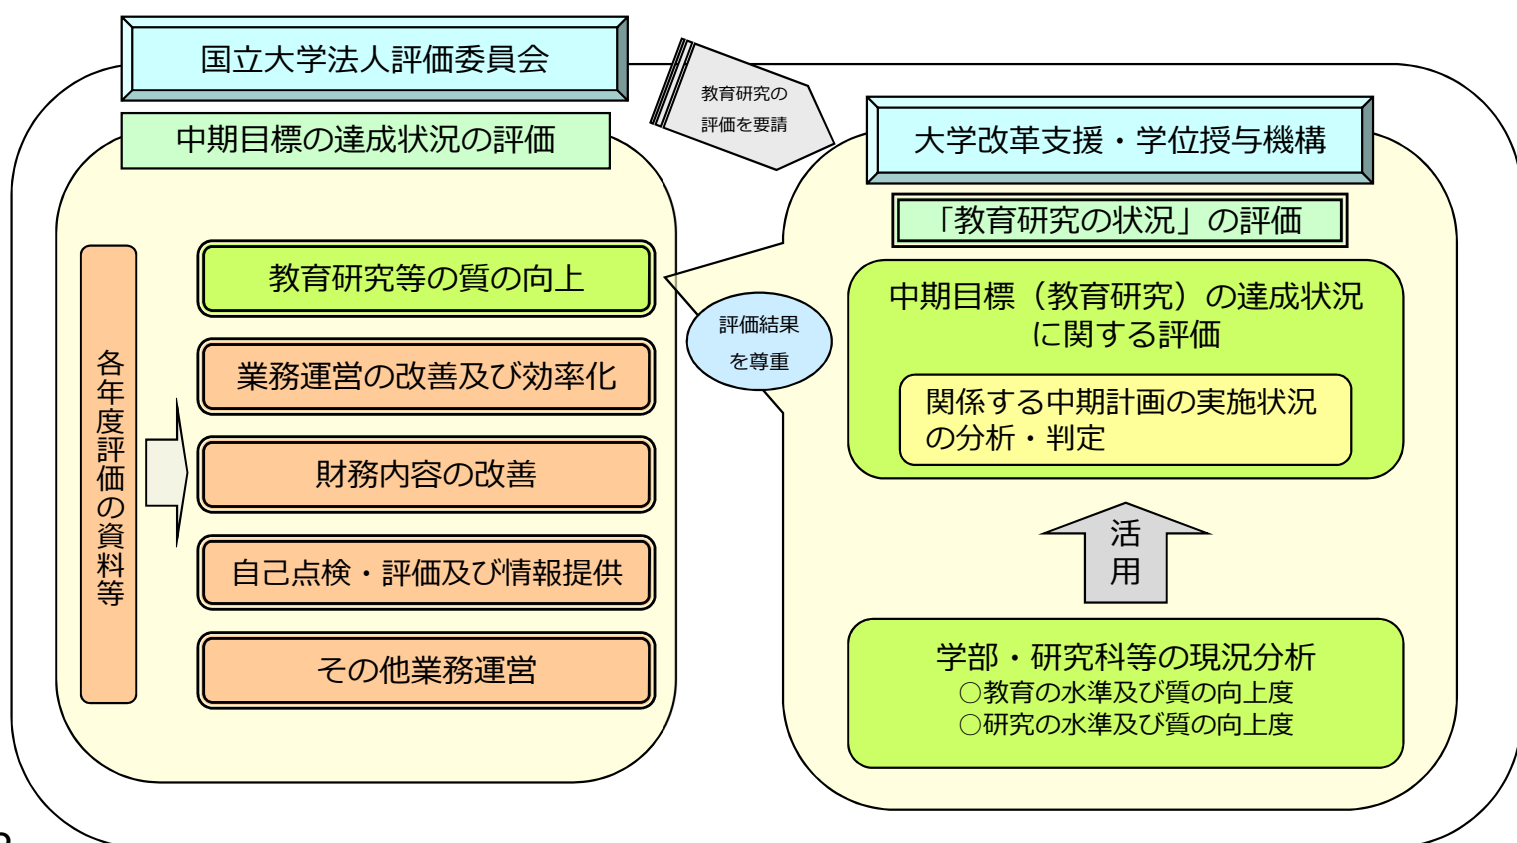 国立大学法人評価委員会
中期目標の達成状況の評価
各年度評価の資料等
教育研究等の質の向上
業務運営の改善及び効率化
財務内容の改善
自己点検・評価及び情報提供
その他業務運営
教育研究の
評価を要請
評価結果
を尊重
大学改革支援・学位授与機構
「教育研究の状況」の評価
中期目標（教育研究）の達成状況
に関する評価
関係する中期計画の実施状況
の分析・判定
活
用
学部・研究科等の現況分析
○教育の水準及び質の向上度
○研究の水準及び質の向上度